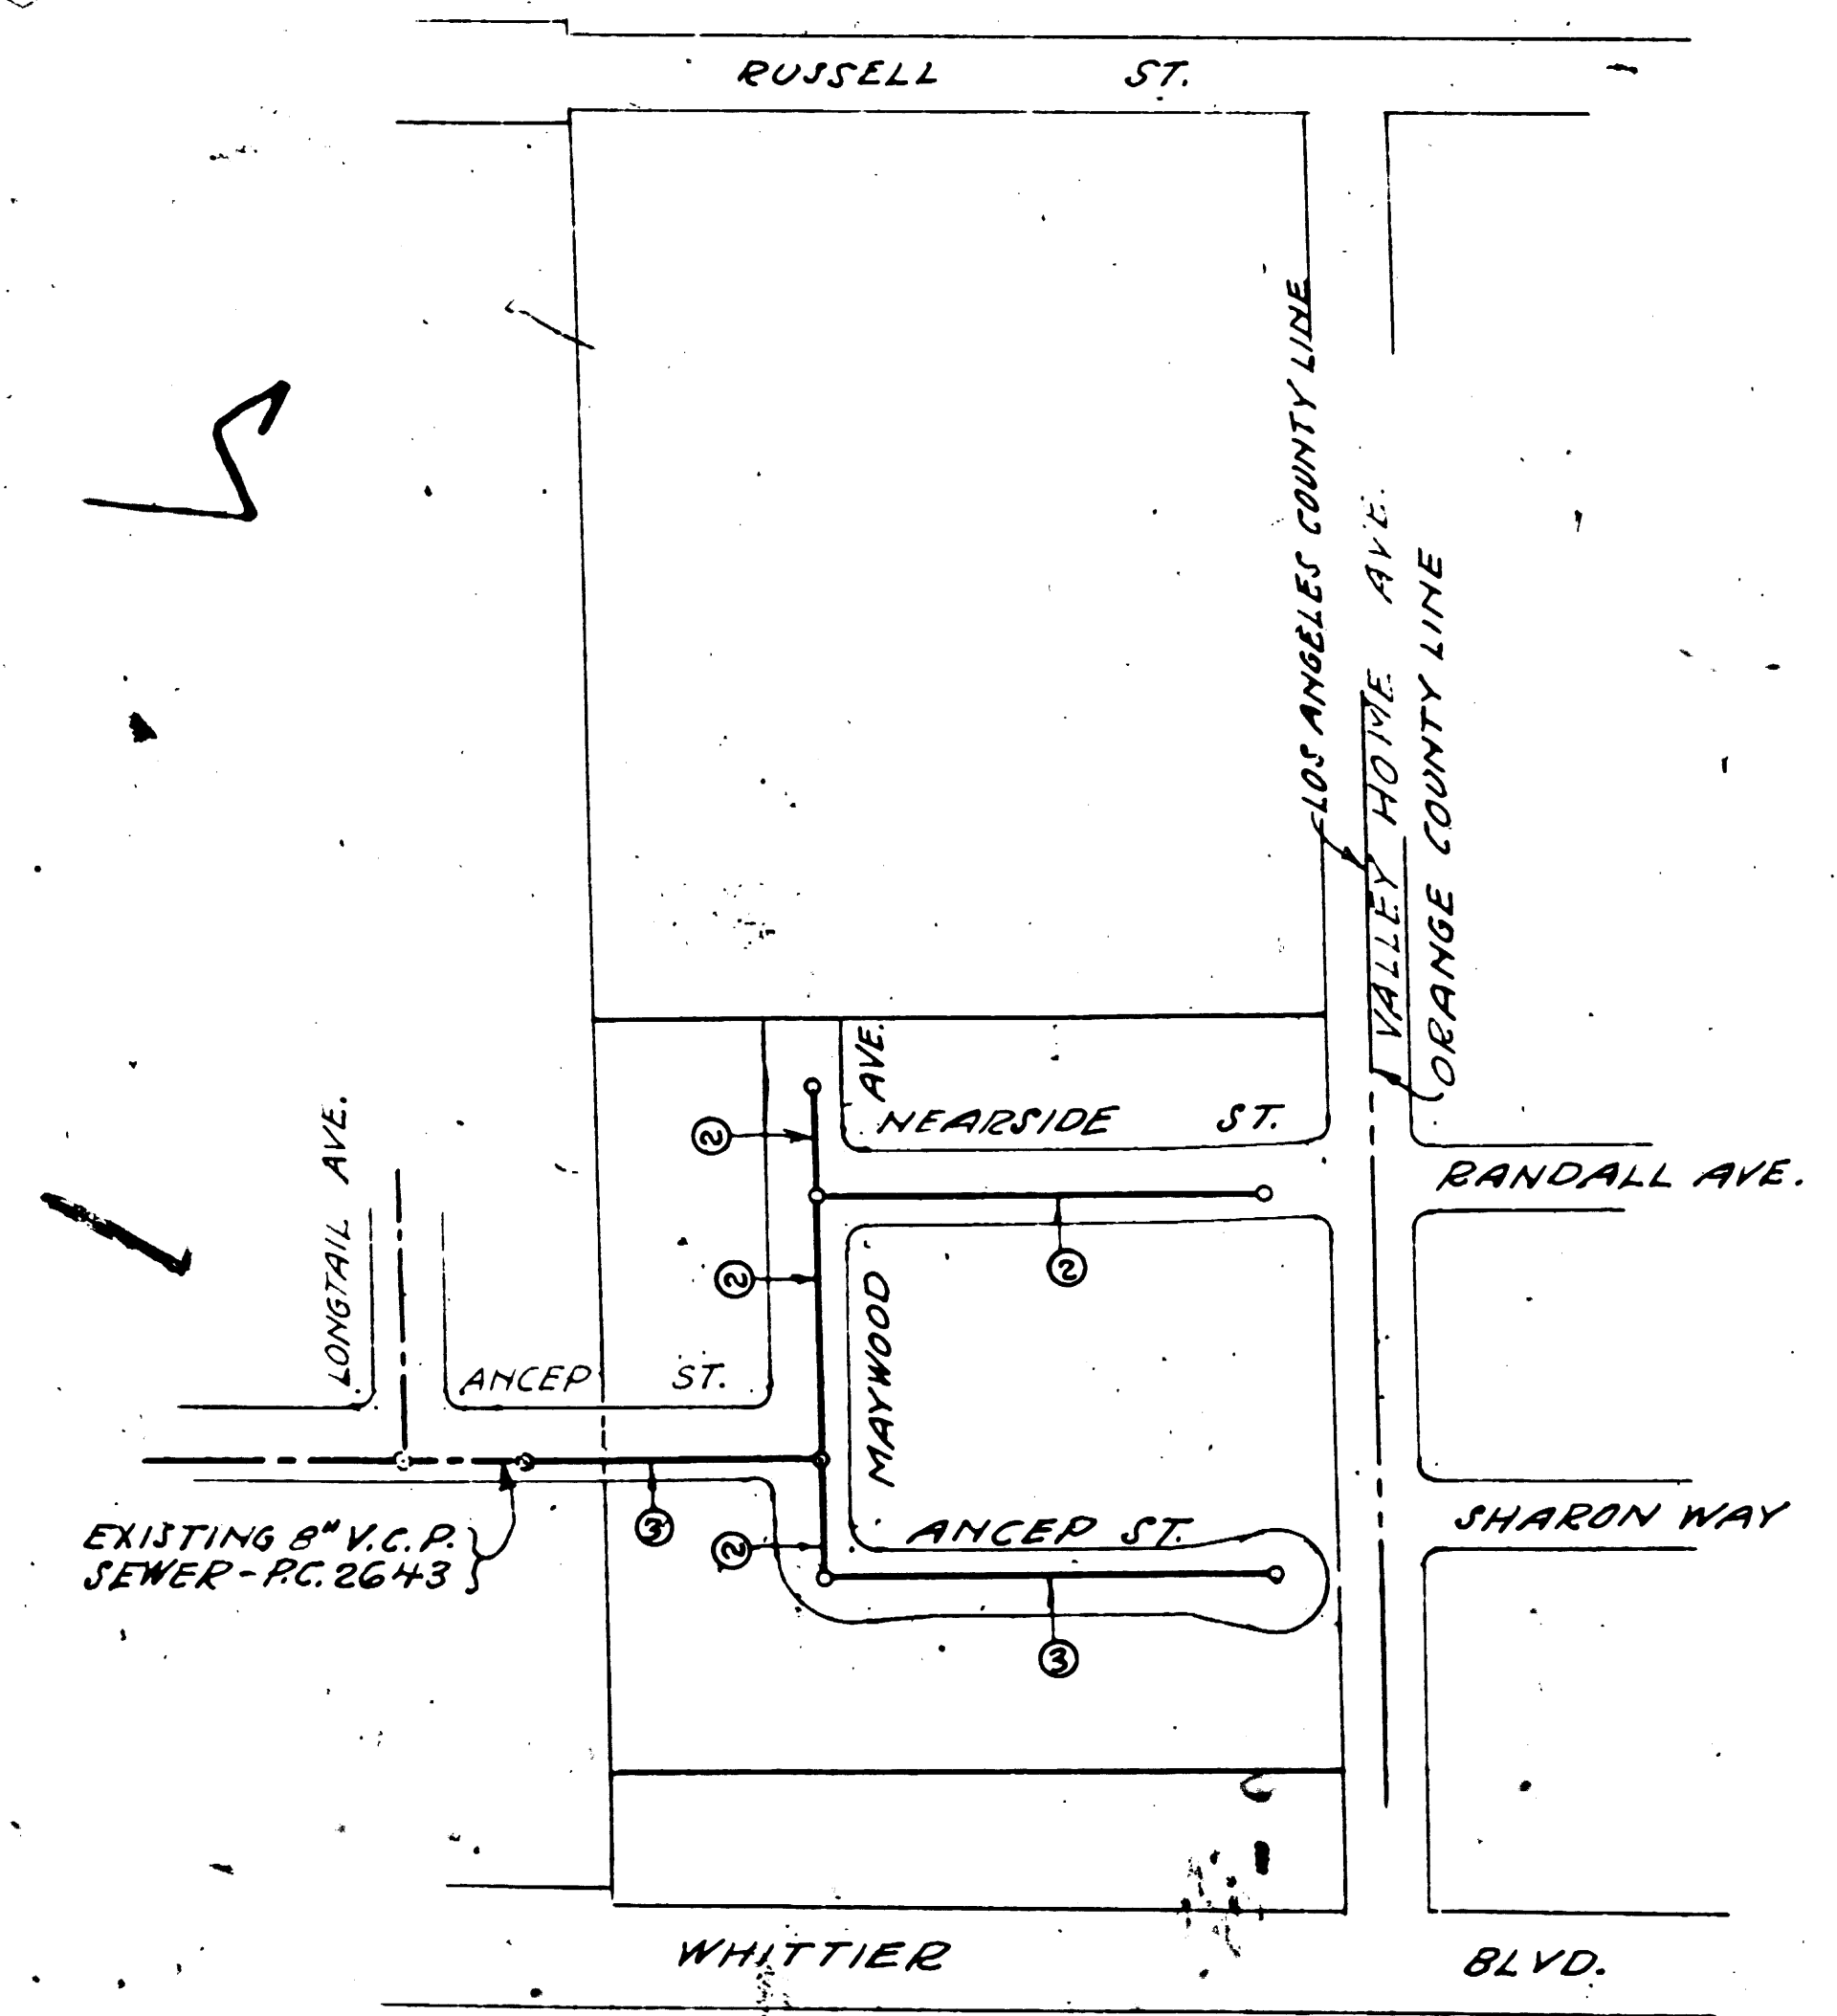 RUSSELL ST.
LOS ANGELES COUNTY LINE
VALLEY HOME AVE.
ORANGE COUNTY LINE
AVE.
NEARSIDE ST.
②
RANDALL AVE.
LONGTAIL AVE.
②
②
MAYWOOD
ANCEP ST.
EXISTING 8" V.C.P.
SEWER - P.C. 2643
③
②
ANCEP ST.
SHARON WAY
③
WHITTIER BLVD.